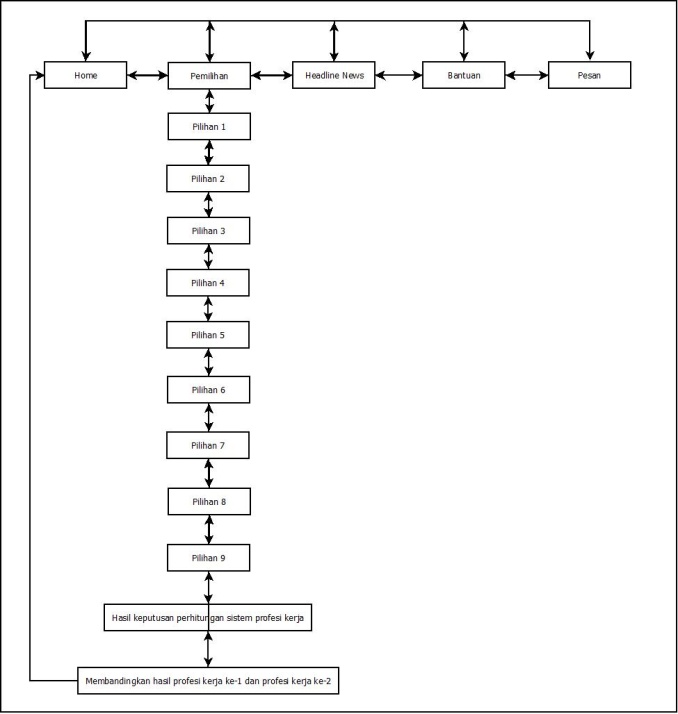 Home
Pemilihan
Headline News
Bantuan
Pesan
Pilihan 1
Pilihan 2
Pilihan 3
Pilihan 4
Pilihan 5
Pilihan 6
Pilihan 7
Pilihan 8
Pilihan 9
Hasil keputusan perhitungan sistem profesi kerja
Membandingkan hasil profesi kerja ke-1 dan profesi kerja ke-2